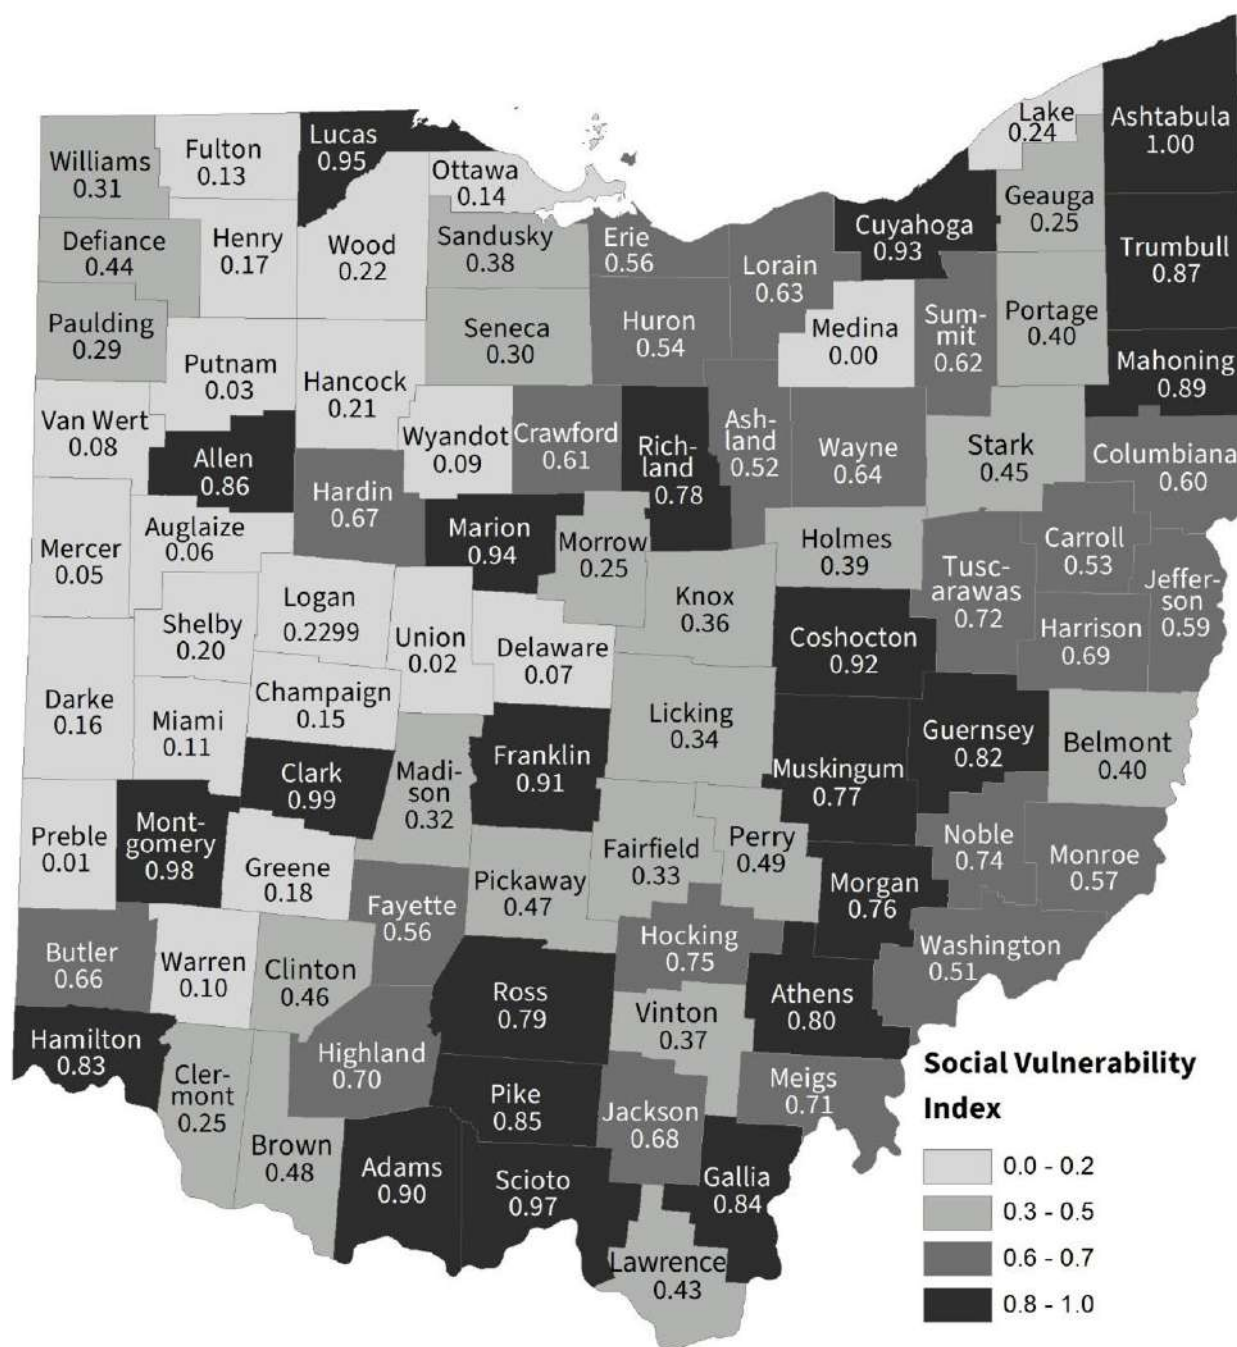 Lake
0.24
Ashtabula
1.00
Lucas
0.95
Fulton
0.13
Williams
0.31
Ottawa
0.14
Geauga
0.25
Cuyahoga
0.93
Trumbull
0.87
Defiance
0.44
Henry
0.17
Wood
0.22
Sandusky
0.38
Erie
0.56
Lorain
0.63
Paulding
0.29
Seneca
0.30
Huron
0.54
Medina
0.00
Sum-
mit
0.62
Portage
0.40
Mahoning
0.89
Putnam
0.03
Hancock
0.21
Van Wert
0.08
Allen
0.86
Wyandot
0.09
Crawford
0.61
Rich-
land
0.78
Ash-
land
0.52
Wayne
0.64
Stark
0.45
Columbiana
0.60
Hardin
0.67
Mercer
0.05
Auglaize
0.06
Marion
0.94
Morrow
0.25
Holmes
0.39
Carroll
0.53
Tusc-
arawas
0.72
Jeffer-
son
0.59
Logan
0.2299
Shelby
0.20
Union
0.02
Delaware
0.07
Knox
0.36
Coshocton
0.92
Harrison
0.69
Darke
0.16
Miami
0.11
Champaign
0.15
Licking
0.34
Guernsey
0.82
Belmont
0.40
Clark
0.99
Madi-
son
0.32
Franklin
0.91
Muskingum
0.77
Preble
0.01
Mont-
gomery
0.98
Greene
0.18
Fairfield
0.33
Perry
0.49
Noble
0.74
Monroe
0.57
Pickaway
0.47
Morgan
0.76
Fayette
0.56
Butler
0.66
Warren
0.10
Clinton
0.46
Hocking
0.75
Washington
0.51
Ross
0.79
Vinton
0.37
Athens
0.80
Hamilton
0.83
Highland
0.70
Cler-
mont
0.25
Pike
0.85
Jackson
0.68
Meigs
0.71
Brown
0.48
Adams
0.90
Scioto
0.97
Gallia
0.84
Lawrence
0.43
Social Vulnerability
Index
0.0 - 0.2
0.3 - 0.5
0.6 - 0.7
0.8 - 1.0